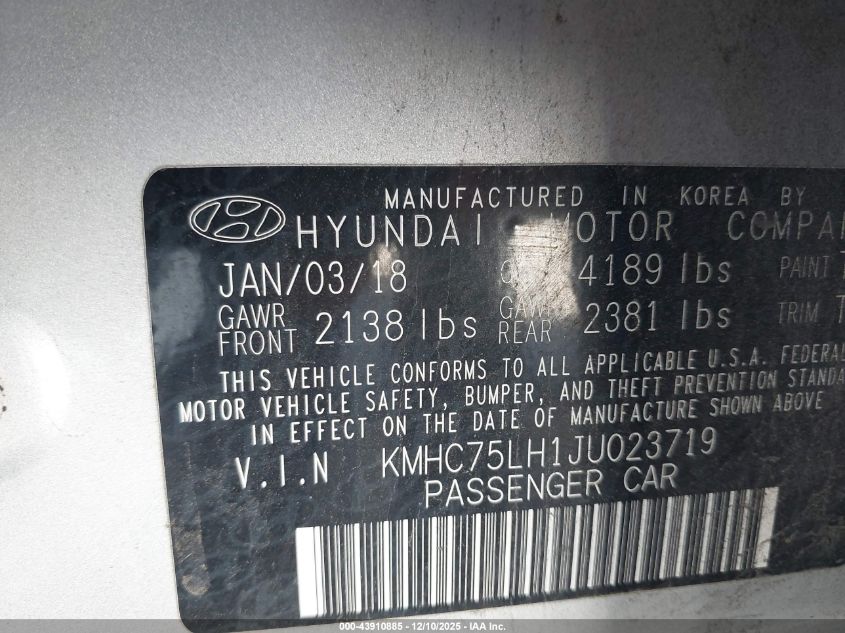 MANUFACTURED IN KOREA BY
HYUNDAI MOTOR
JAN/03/18 4189 lbs PAINT
GAWR FRONT 2138 lbs GAWR REAR 2381 lbs TRIM
THIS VEHICLE CONFORMS TO ALL APPLICABLE U.S.A. FEDERAL
MOTOR VEHICLE SAFETY, BUMPER, AND THEFT PREVENTION
IN EFFECT ON THE DATE OF MANUFACTURE SHOWN ABOVE
V.I.N KMHC75LH1JU023719
PASSENGER CAR
000-43910885 - 12/10/2025 - IAA, Inc.